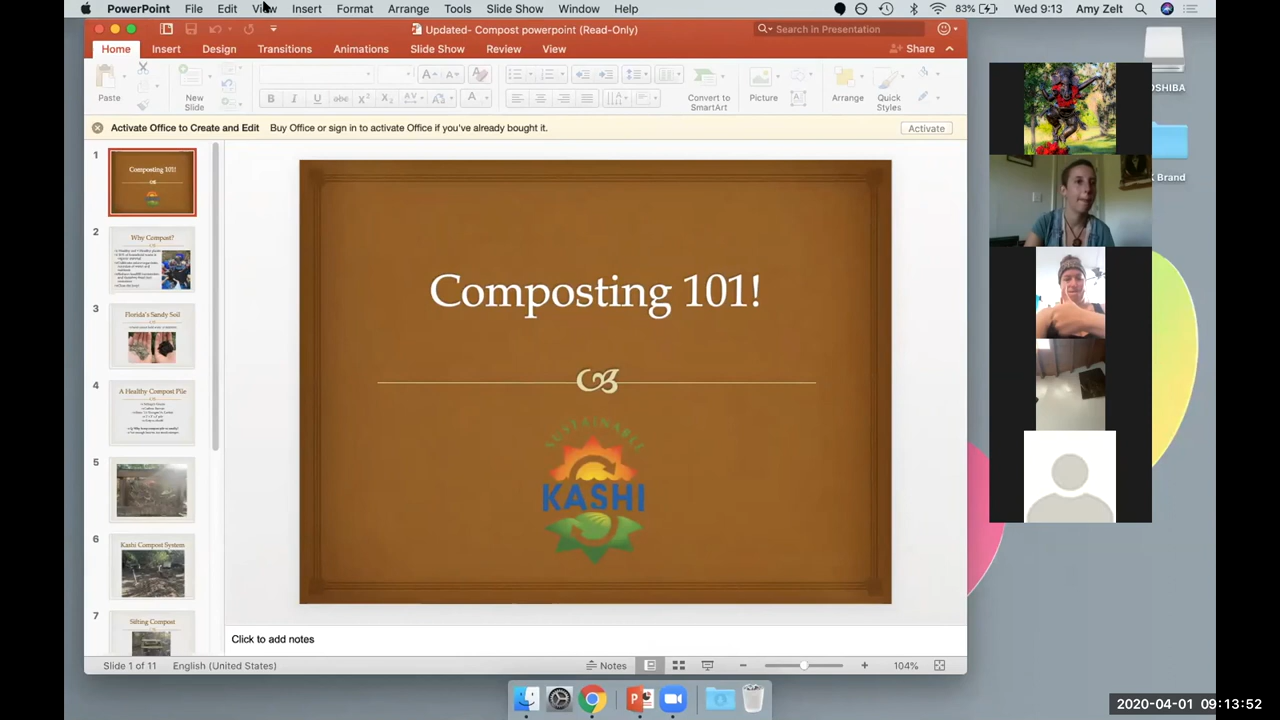 PowerPoint File Edit View Insert Format Arrange Tools Slide Show Window Help 83% Wed 9:13 Amy Zelt
Updated- Compost powerpoint (Read-Only)
Search in Presentation
Home Insert Design Transitions Animations Slide Show Review View Share
Paste
New Slide
Convert to SmartArt
Picture
Arrange
Quick Styles
Activate Office to Create and Edit Buy Office or sign in to activate Office if you've already bought it. Activate
1
Composting 101!
2
Why Compost?
3
Florida's Sandy Soil
4
A Healthy Compost Pile
5
6
Kashi Compost System
7
Sifting Compost
Composting 101!
SUSTAINABLE
KASHI
Click to add notes
Slide 1 of 11 English (United States) Notes 104%
OSHIBA
Brand
2020-04-01 09:13:52